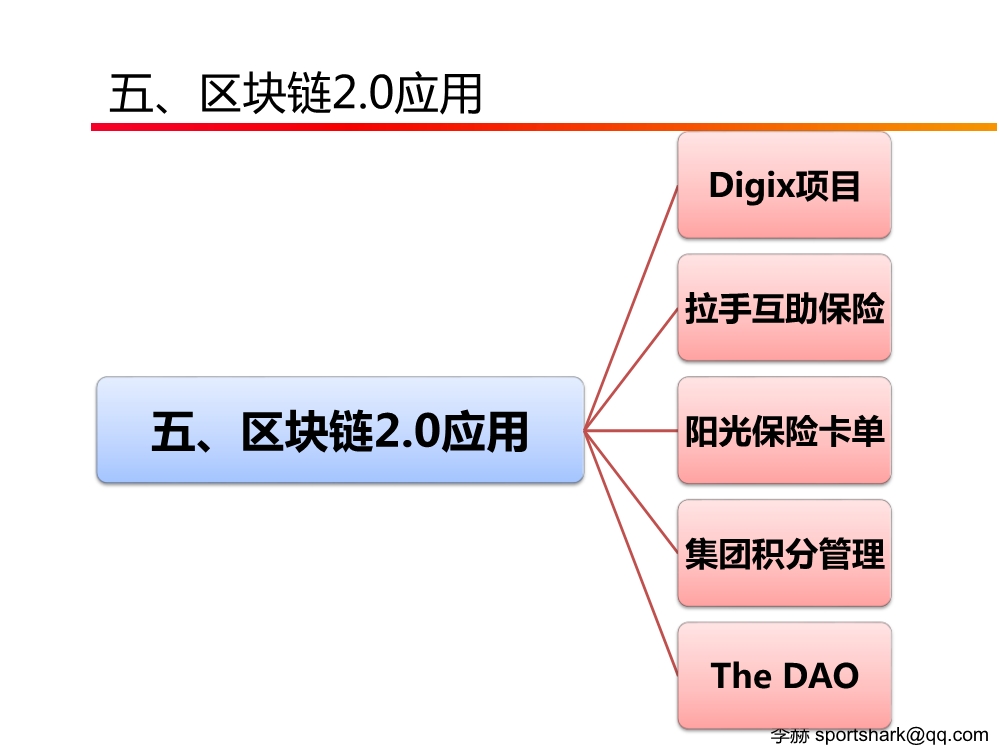 五、区块链2.0应用
Digix项目
拉手互助保险
五、区块链2.0应用
阳光保险卡单
集团积分管理
The DAO
李赫 sportshark@qq.com